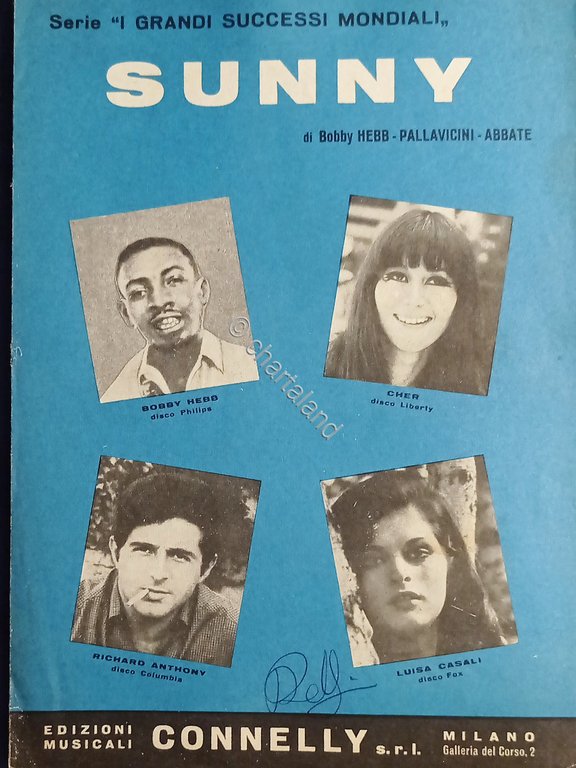 Serie "I GRANDI SUCCESSI MONDIALI„
SUNNY
di Bobby HEBB - PALLAVICINI - ABBATE
BOBBY HEBB
disco Philips
CHER
disco Liberty
© chartaland
RICHARD ANTHONY
disco Columbia
LUISA CASALI
disco Fox
EDIZIONI
MUSICALI
CONNELLY s.r.l.
MILANO
Galleria del Corso, 2